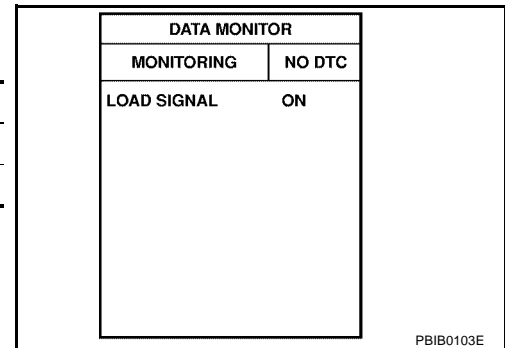 DATA MONITOR
MONITORING NO DTC
LOAD SIGNAL ON
PBIB0103E